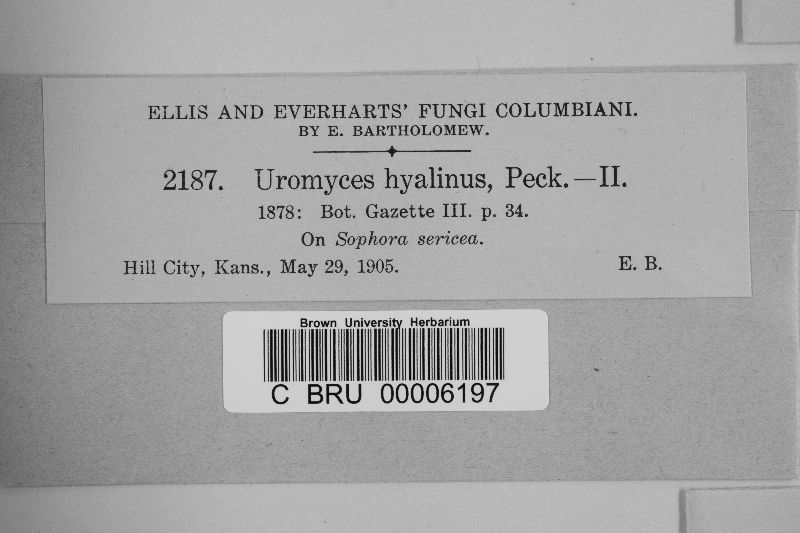 ELLIS AND EVERHARTS' FUNGI COLUMBIANI.
BY E. BARTHOLOMEW.
2187. Uromyces hyalinus, Peck.—II.
1878: Bot. Gazette III. p. 34.
On Sophora sericea.
Hill City, Kans., May 29, 1905. E. B.
Brown University Herbarium
C BRU 00006197